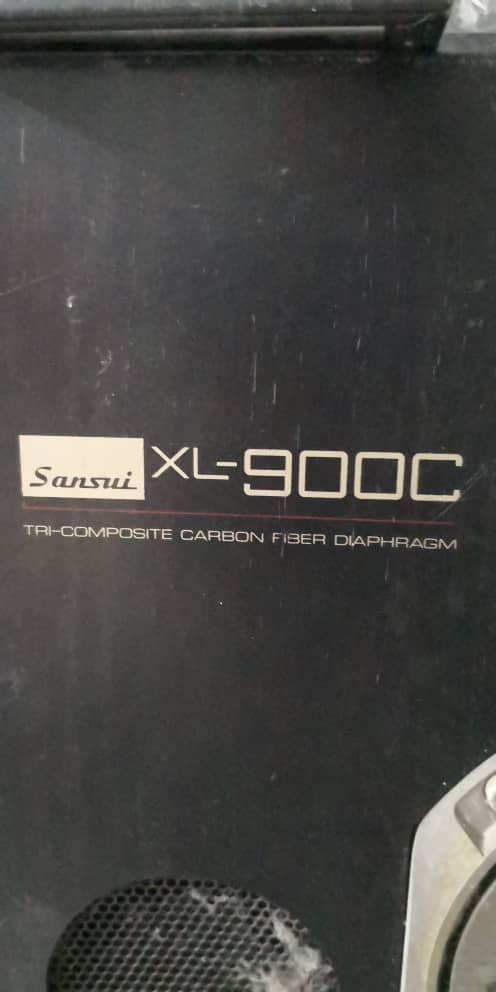 Sansui XL-900C
TRI-COMPOSITE CARBON FIBER DIAPHRAGM